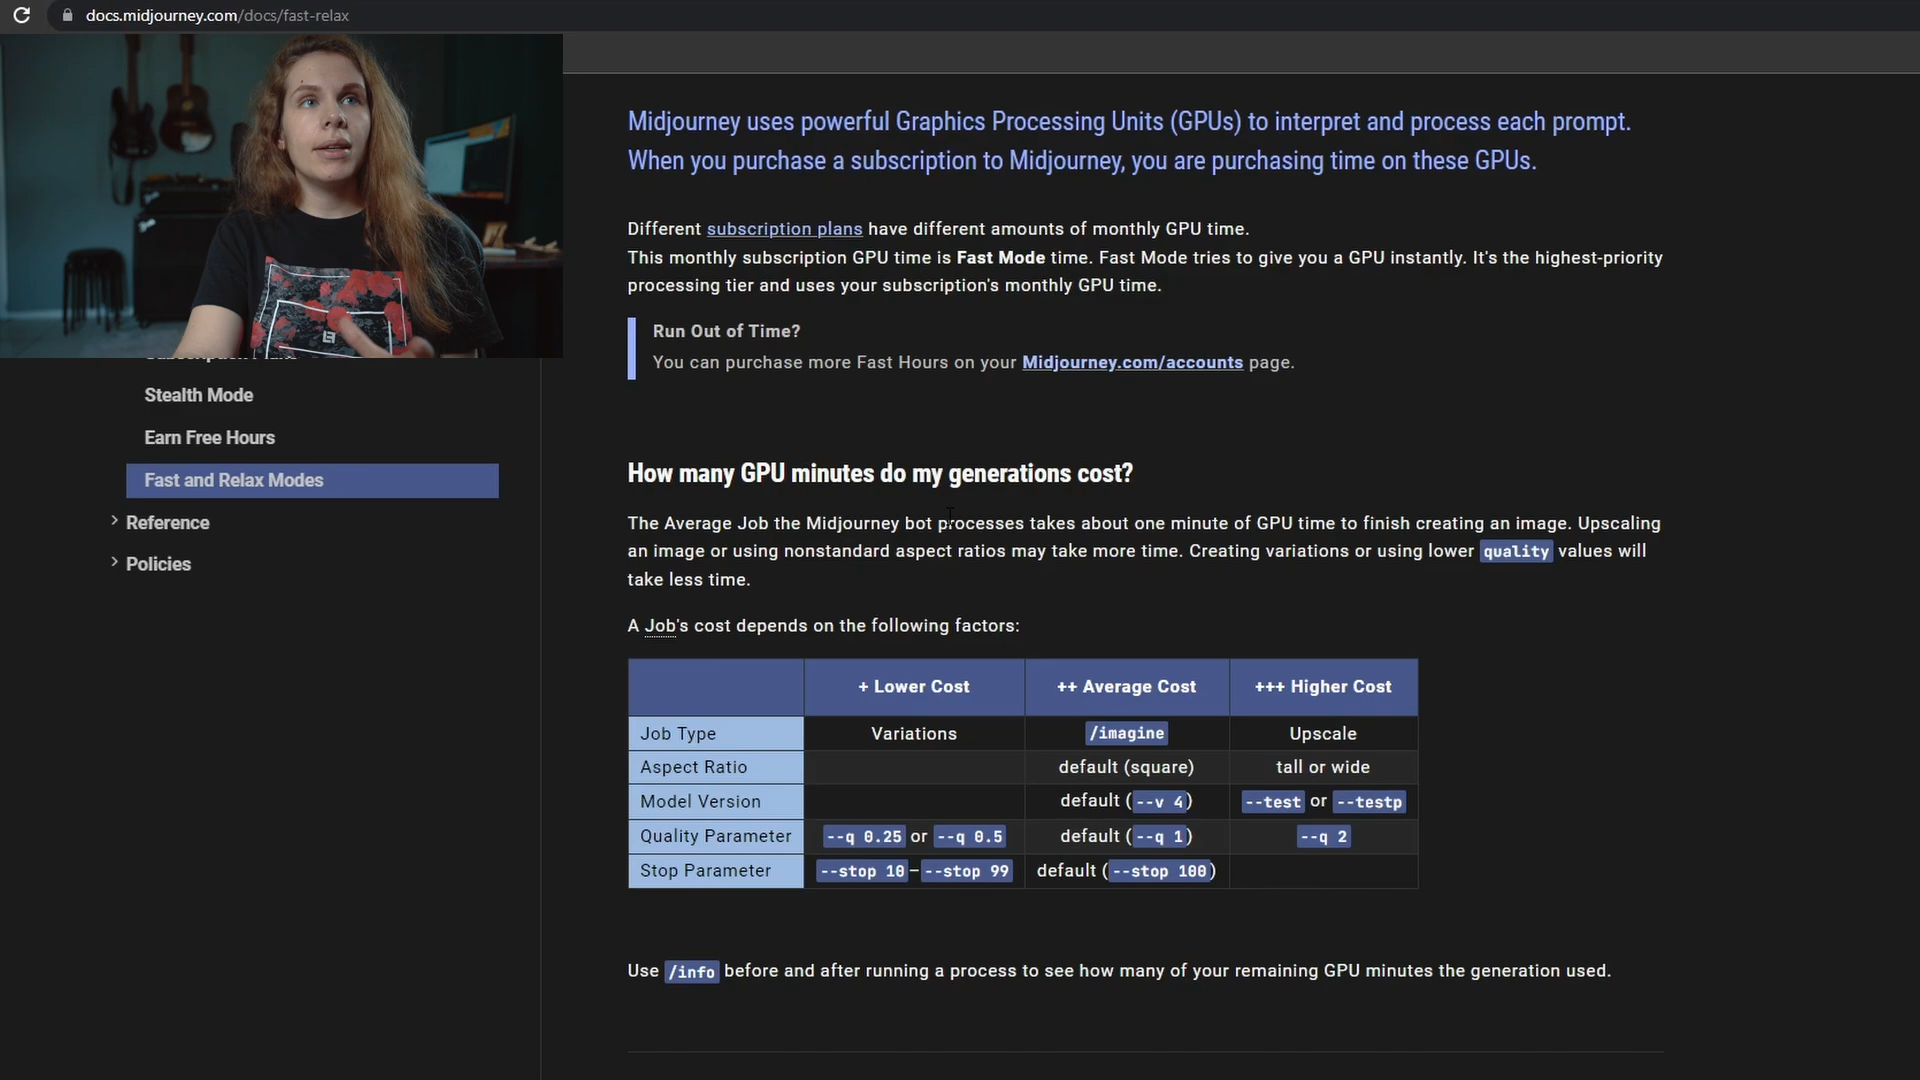 docs.midjourney.com/docs/fast-relax
Midjourney uses powerful Graphics Processing Units (GPUs) to interpret and process each prompt.
When you purchase a subscription to Midjourney, you are purchasing time on these GPUs.
Different subscription plans have different amounts of monthly GPU time.
This monthly subscription GPU time is Fast Mode time. Fast Mode tries to give you a GPU instantly. It's the highest-priority
processing tier and uses your subscription's monthly GPU time.
Run Out of Time?
You can purchase more Fast Hours on your Midjourney.com/accounts page.
Stealth Mode
Earn Free Hours
Fast and Relax Modes
Reference
Policies
How many GPU minutes do my generations cost?
The Average Job the Midjourney bot processes takes about one minute of GPU time to finish creating an image. Upscaling
an image or using nonstandard aspect ratios may take more time. Creating variations or using lower quality values will
take less time.
A Job's cost depends on the following factors:
+ Lower Cost ++ Average Cost +++ Higher Cost
Job Type Variations /imagine Upscale
Aspect Ratio default (square) tall or wide
Model Version default (--v 4) --test or --testp
Quality Parameter --q 0.25 or --q 0.5 default (--q 1) --q 2
Stop Parameter --stop 10–--stop 99 default (--stop 100)
Use /info before and after running a process to see how many of your remaining GPU minutes the generation used.